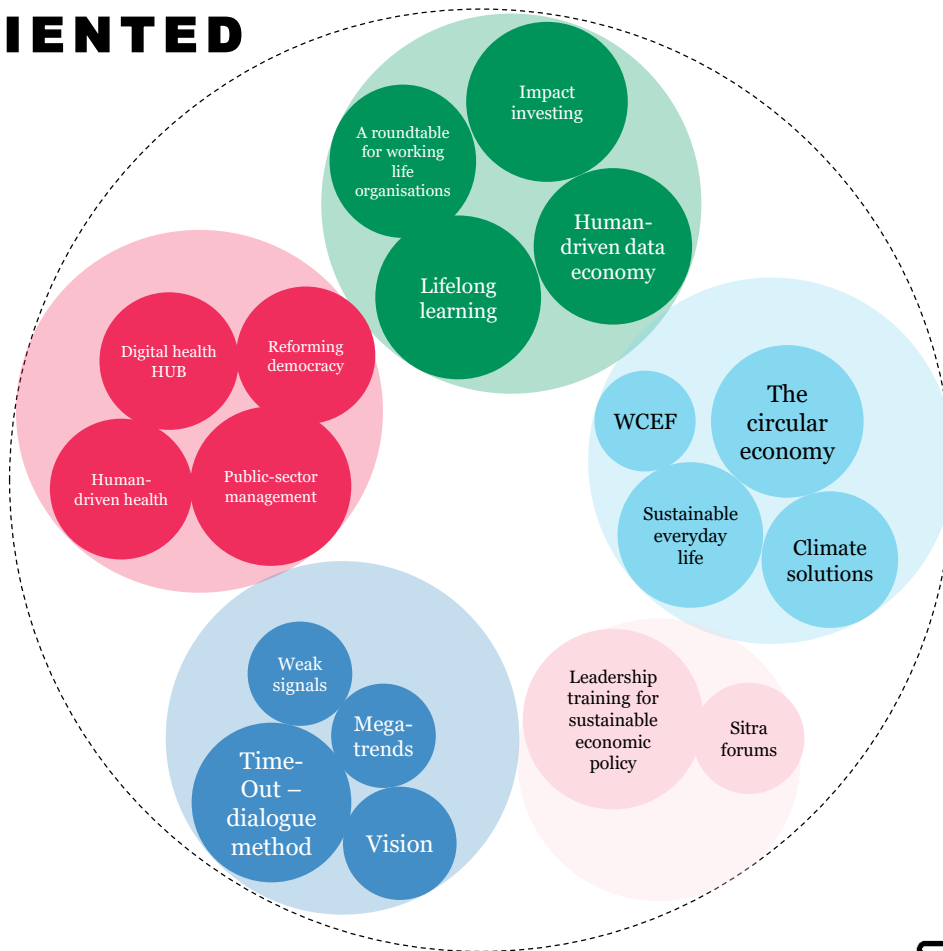 IENTED
Impact
investing
A roundtable
for working
life
organisations
Human-
driven data
economy
Lifelong
learning
Digital health
HUB
Reforming
democracy
Human-
driven health
Public-sector
management
WCEF
The
circular
economy
Sustainable
everyday
life
Climate
solutions
Weak
signals
Mega-
trends
Time-
Out –
dialogue
method
Vision
Leadership
training for
sustainable
economic
policy
Sitra
forums